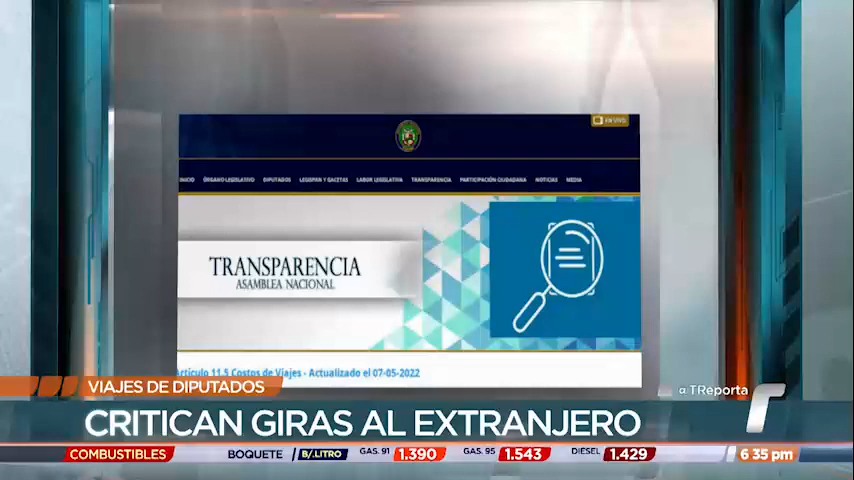 EN VIVO
INICIO ÓRGANO LEGISLATIVO DIPUTADOS LEGISPAN Y GACETAS LABOR LEGISLATIVA TRANSPARENCIA PARTICIPACIÓN CIUDADANA NOTICIAS MEDIA
TRANSPARENCIA
ASAMBLEA NACIONAL
Artículo 11.5 Costos de Viajes - Actualizado el 07-05-2022
VIAJES DE DIPUTADOS
@TReporta
CRITICAN GIRAS AL EXTRANJERO
COMBUSTIBLES BOQUETE B/.LITRO GAS. 91 1.390 GAS. 95 1.543 DIESEL 1.429 6:35 pm